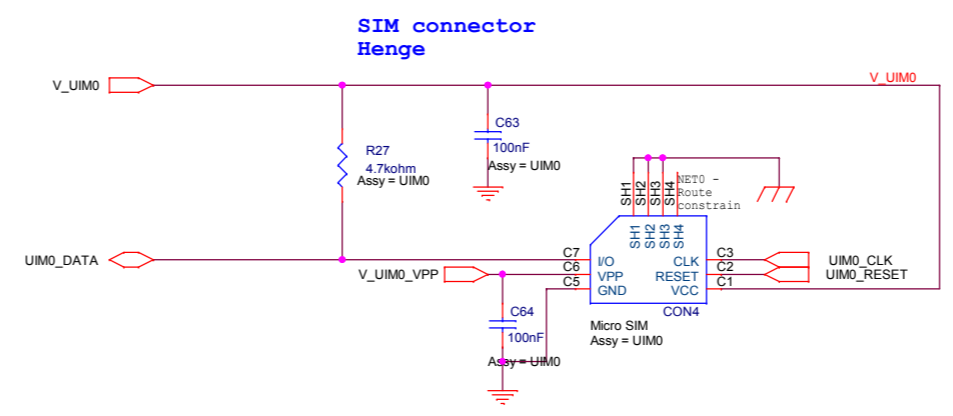 SIM connector
Henge
V_UIM0
V_UIM0
C63
100nF
Assy = UIM0
R27
4.7kohm
Assy = UIM0
NET0 -
Route
constrain
SH1
SH2
SH3
SH4
SH1
SH2
SH3
SH4
UIM0_DATA
C7
I/O
CLK
C3
UIM0_CLK
V_UIM0_VPP
C6
VPP
RESET
C2
UIM0_RESET
C5
GND
VCC
C1
CON4
C64
100nF
Assy = UIM0
Micro SIM
Assy = UIM0